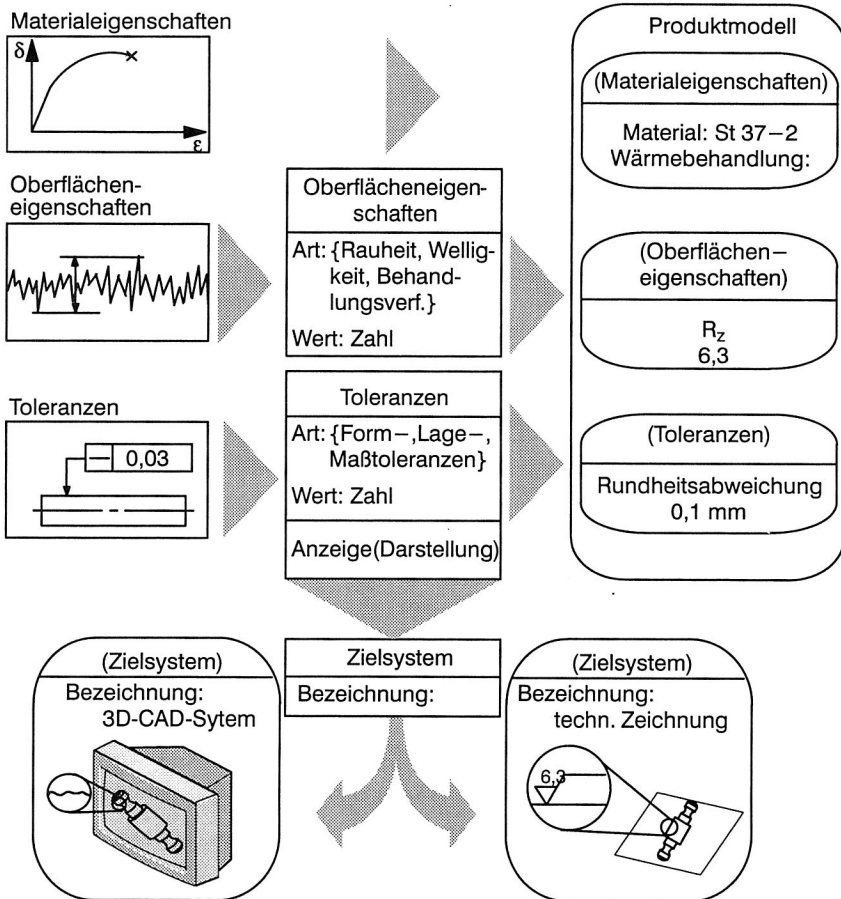 Materialeigenschaften
δ
ε
Oberflächen-
eigenschaften
Toleranzen
— 0,03
Oberflächeneigen-
schaften
Art: {Rauheit, Wellig-
keit, Behand-
lungsverf.}
Wert: Zahl
Toleranzen
Art: {Form–,Lage–,
Maßtoleranzen}
Wert: Zahl
Anzeige(Darstellung)
Produktmodell
(Materialeigenschaften)
Material: St 37–2
Wärmebehandlung:
(Oberflächen–
eigenschaften)
Rz
6,3
(Toleranzen)
Rundheitsabweichung
0,1 mm
(Zielsystem)
Bezeichnung:
3D-CAD-Sytem
Zielsystem
Bezeichnung:
(Zielsystem)
Bezeichnung:
techn. Zeichnung
6,3